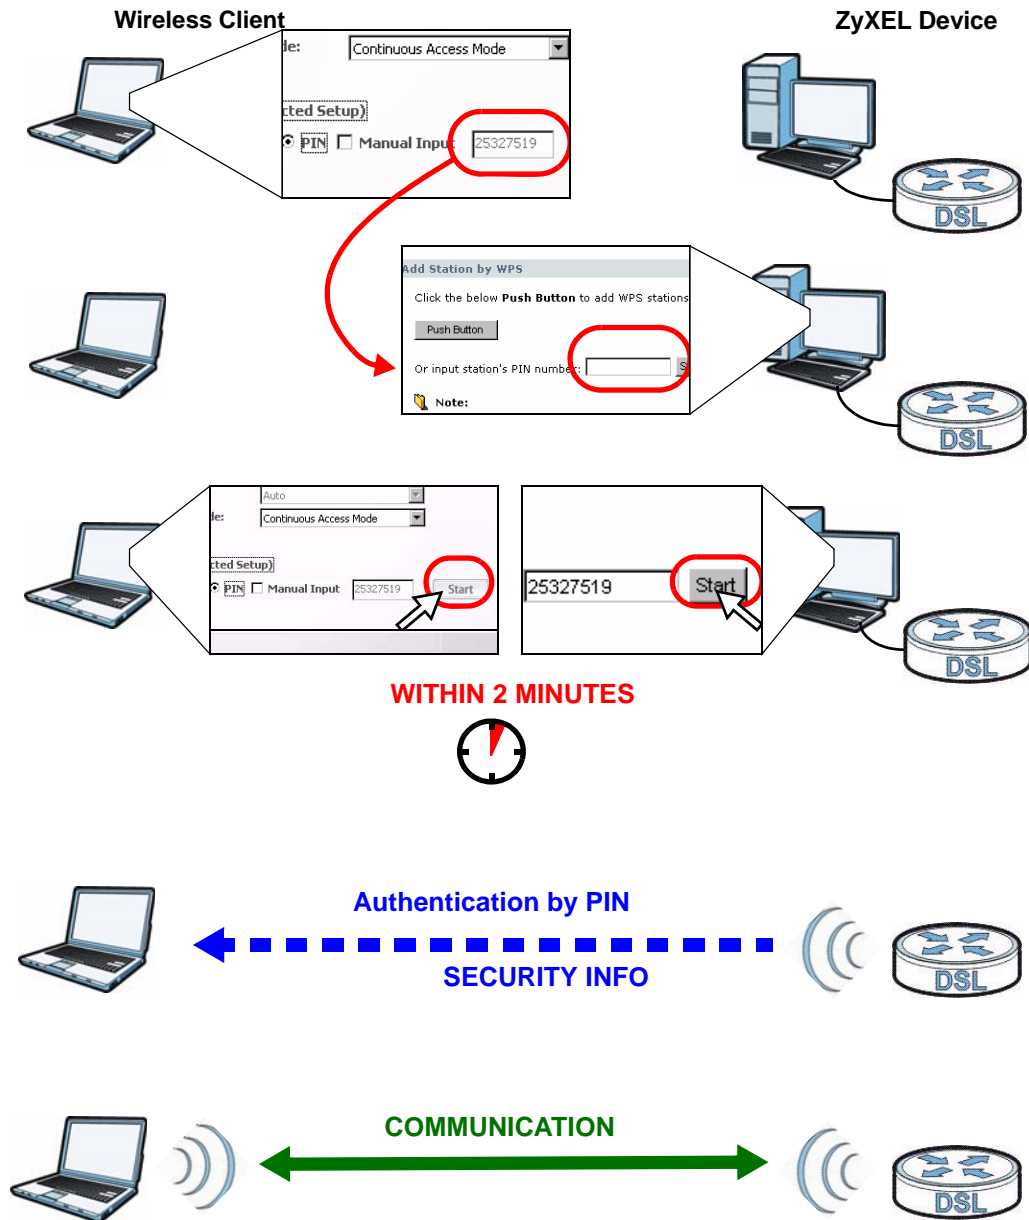 Wireless Client
ZyXEL Device
de:
Continuous Access Mode
cted Setup)
PIN
Manual Input
25327519
DSL
Add Station by WPS
Click the below Push Button to add WPS stations
Push Button
Or input station's PIN number:
S
Note:
DSL
Auto
de:
Continuous Access Mode
cted Setup)
PIN
Manual Input
25327519
Start
25327519
Start
DSL
WITHIN 2 MINUTES
Authentication by PIN
SECURITY INFO
DSL
COMMUNICATION
DSL